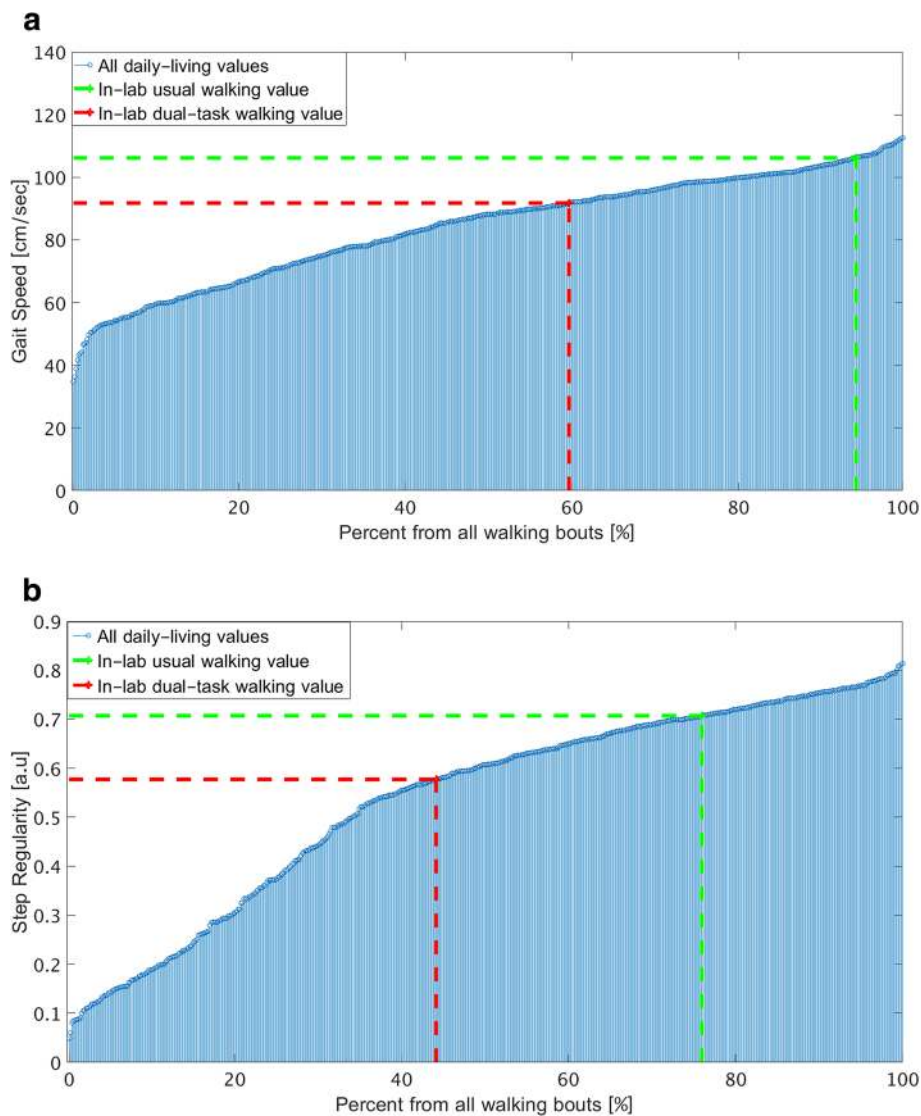 a
140
120
100
80
60
40
20
0
Gait Speed [cm/sec]
All daily-living values
In-lab usual walking value
In-lab dual-task walking value
0 20 40 60 80 100
Percent from all walking bouts [%]
b
0.9
0.8
0.7
0.6
0.5
0.4
0.3
0.2
0.1
0
Step Regularity [a.u]
All daily-living values
In-lab usual walking value
In-lab dual-task walking value
0 20 40 60 80 100
Percent from all walking bouts [%]